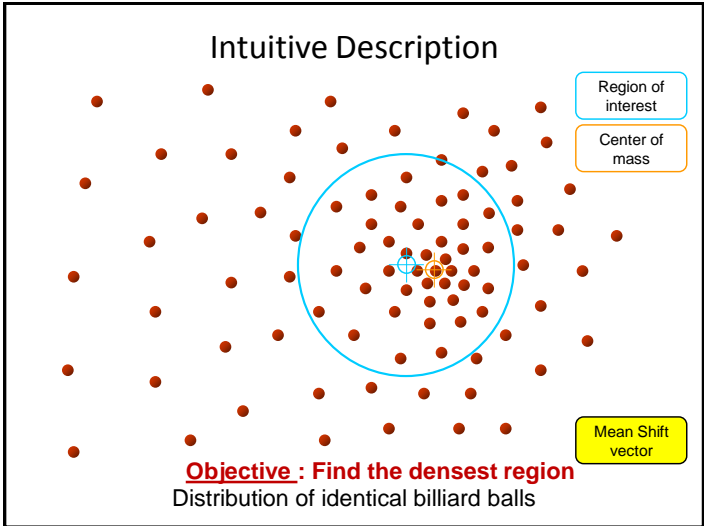 Intuitive Description
Region of
interest
Center of
mass
Mean Shift
vector
Objective : Find the densest region
Distribution of identical billiard balls